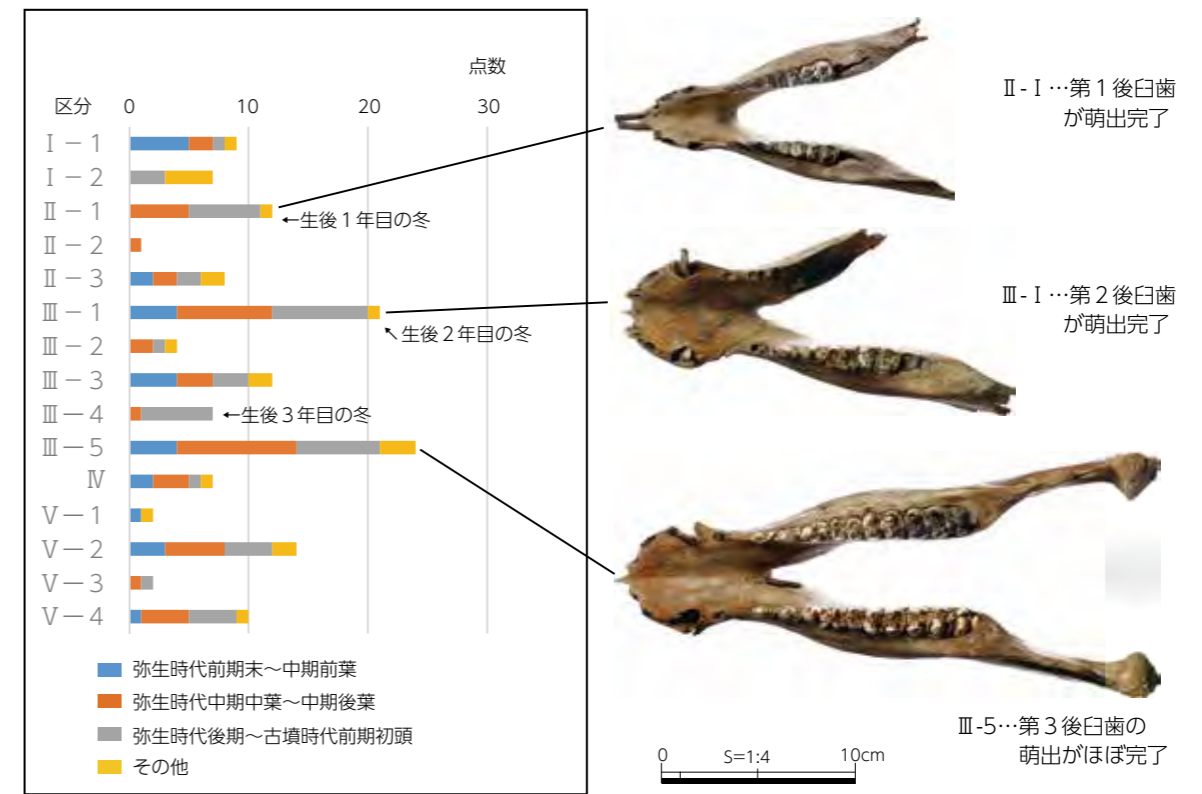 点数
区分 0 10 20 30
Ⅰ－1
Ⅰ－2
Ⅱ－1
←生後1年目の冬
Ⅱ－2
Ⅱ－3
Ⅲ－1
↖生後2年目の冬
Ⅲ－2
Ⅲ－3
Ⅲ－4 ←生後3年目の冬
Ⅲ－5
Ⅳ
Ⅴ－1
Ⅴ－2
Ⅴ－3
Ⅴ－4
弥生時代前期末～中期前葉
弥生時代中期中葉～中期後葉
弥生時代後期～古墳時代前期初頭
その他
Ⅱ-Ⅰ…第1後臼歯
が萌出完了
Ⅲ-Ⅰ…第2後臼歯
が萌出完了
Ⅲ-5…第3後臼歯の
萌出がほぼ完了
0 S=1:4 10cm